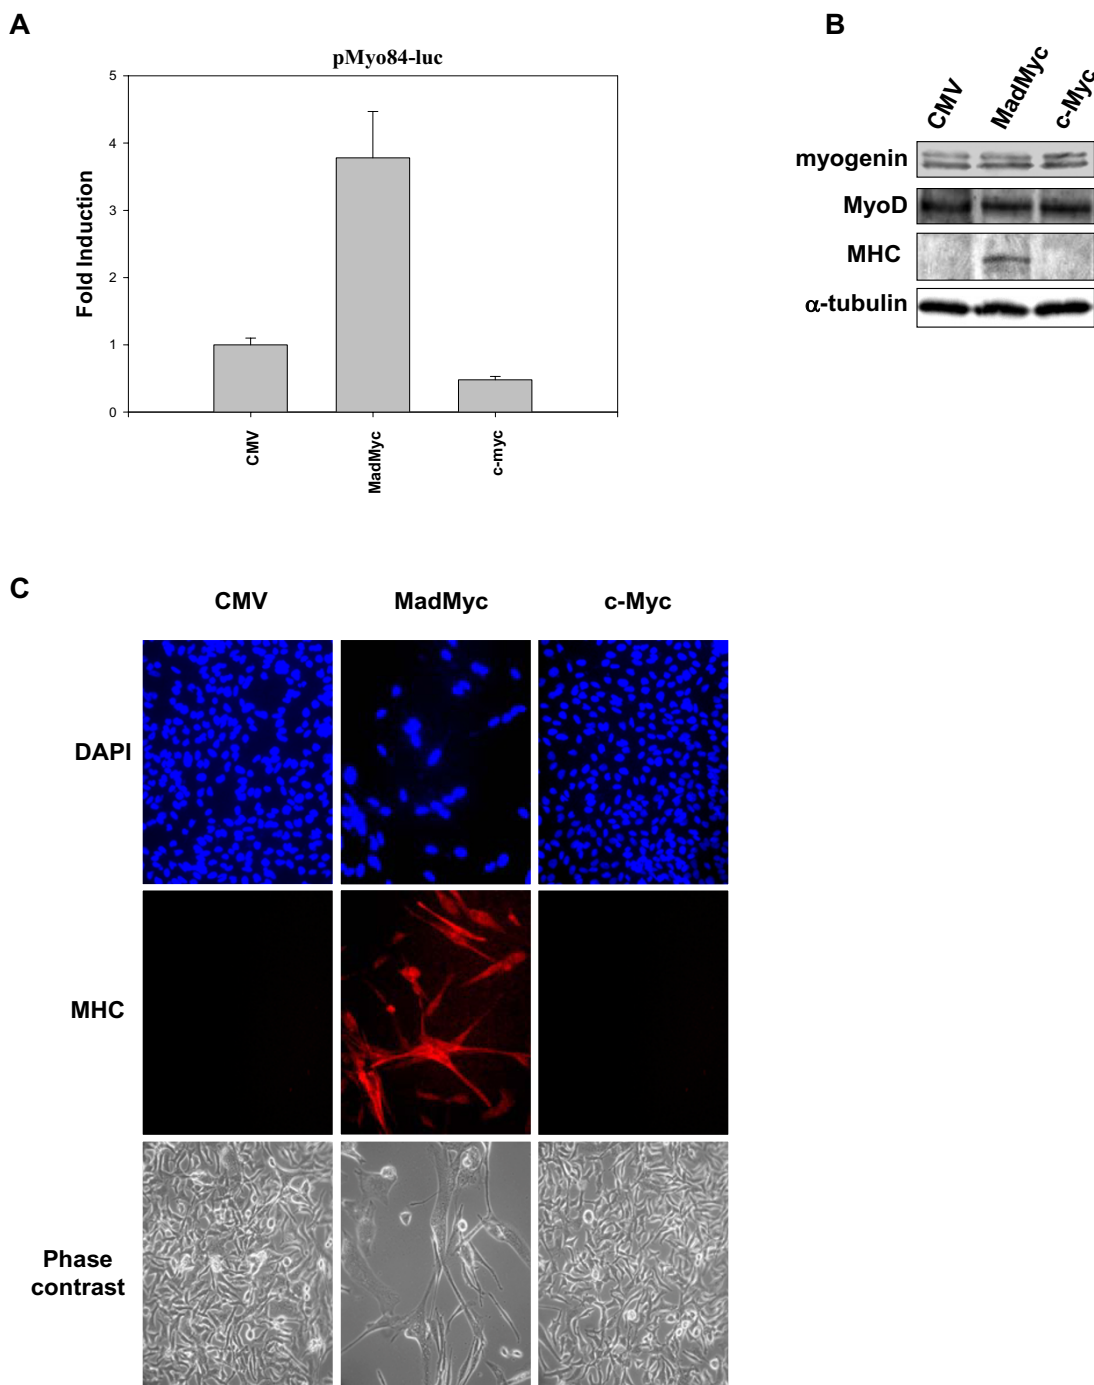 A
pMyo84-luc
Fold Induction
5
4
3
2
1
0
CMV
MadMyc
c-myc
B
CMV
MadMyc
c-Myc
myogenin
MyoD
MHC
α-tubulin
C
CMV
MadMyc
c-Myc
DAPI
MHC
Phase
contrast